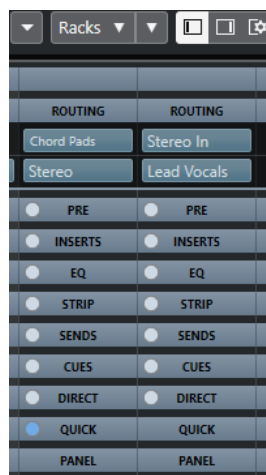 Racks
ROUTING ROUTING
Chord Pads Stereo In
Stereo Lead Vocals
PRE PRE
INSERTS INSERTS
EQ EQ
STRIP STRIP
SENDS SENDS
CUES CUES
DIRECT DIRECT
QUICK QUICK
PANEL PANEL